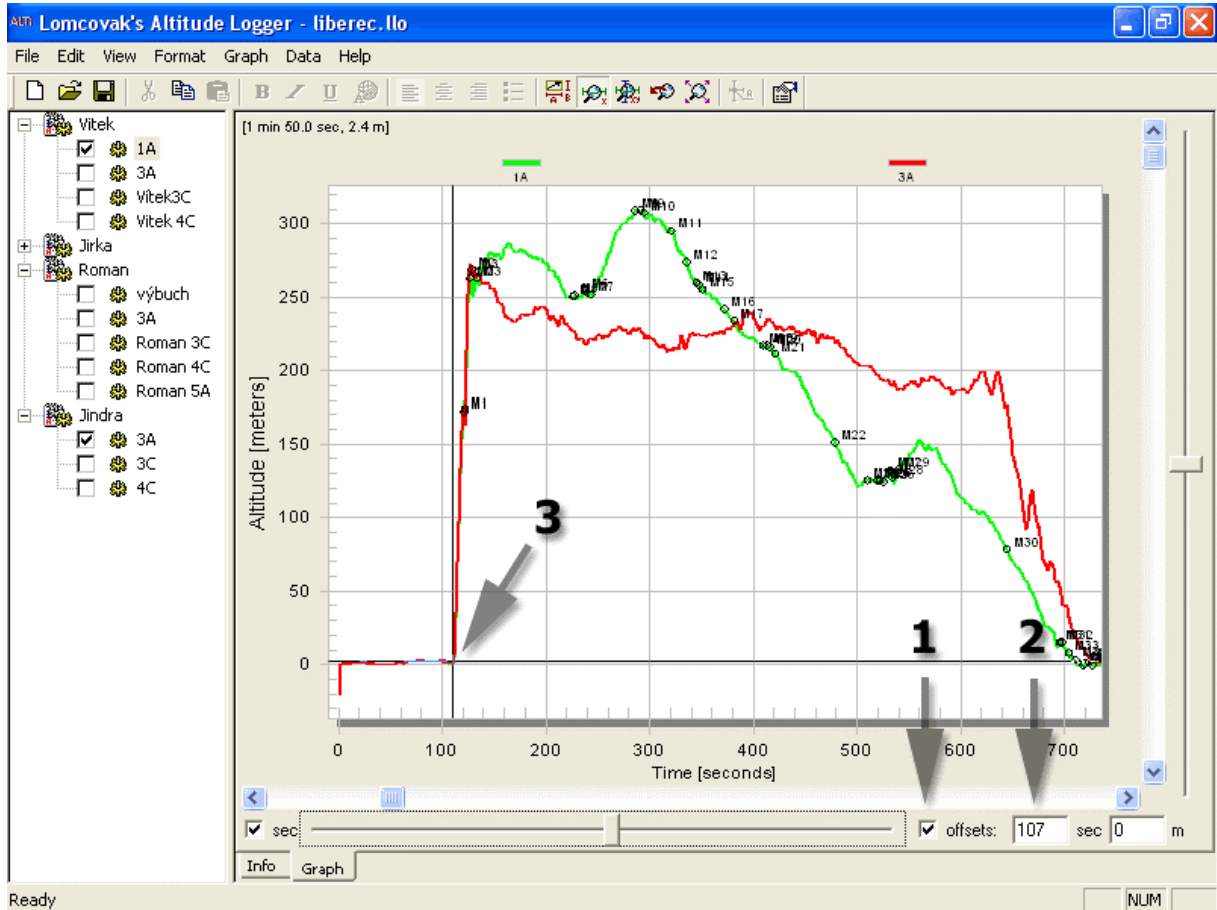 ALTI Lomcovak's Altitude Logger - liberec.llo
File Edit View Format Graph Data Help
Vitek
1A
3A
Vítek3C
Vitek 4C
Jirka
Roman
výbuch
3A
Roman 3C
Roman 4C
Roman 5A
Jindra
3A
3C
4C
[1 min 50.0 sec, 2.4 m]
1A 3A
Altitude [meters]
300
250
200
150
100
50
0
M3
M1
M10
M11
M12
M15
M16
M17
M21
M22
M29
M30
3
1
2
0 100 200 300 400 500 600 700
Time [seconds]
sec
offsets: 107 sec 0 m
Info Graph
Ready
NUM